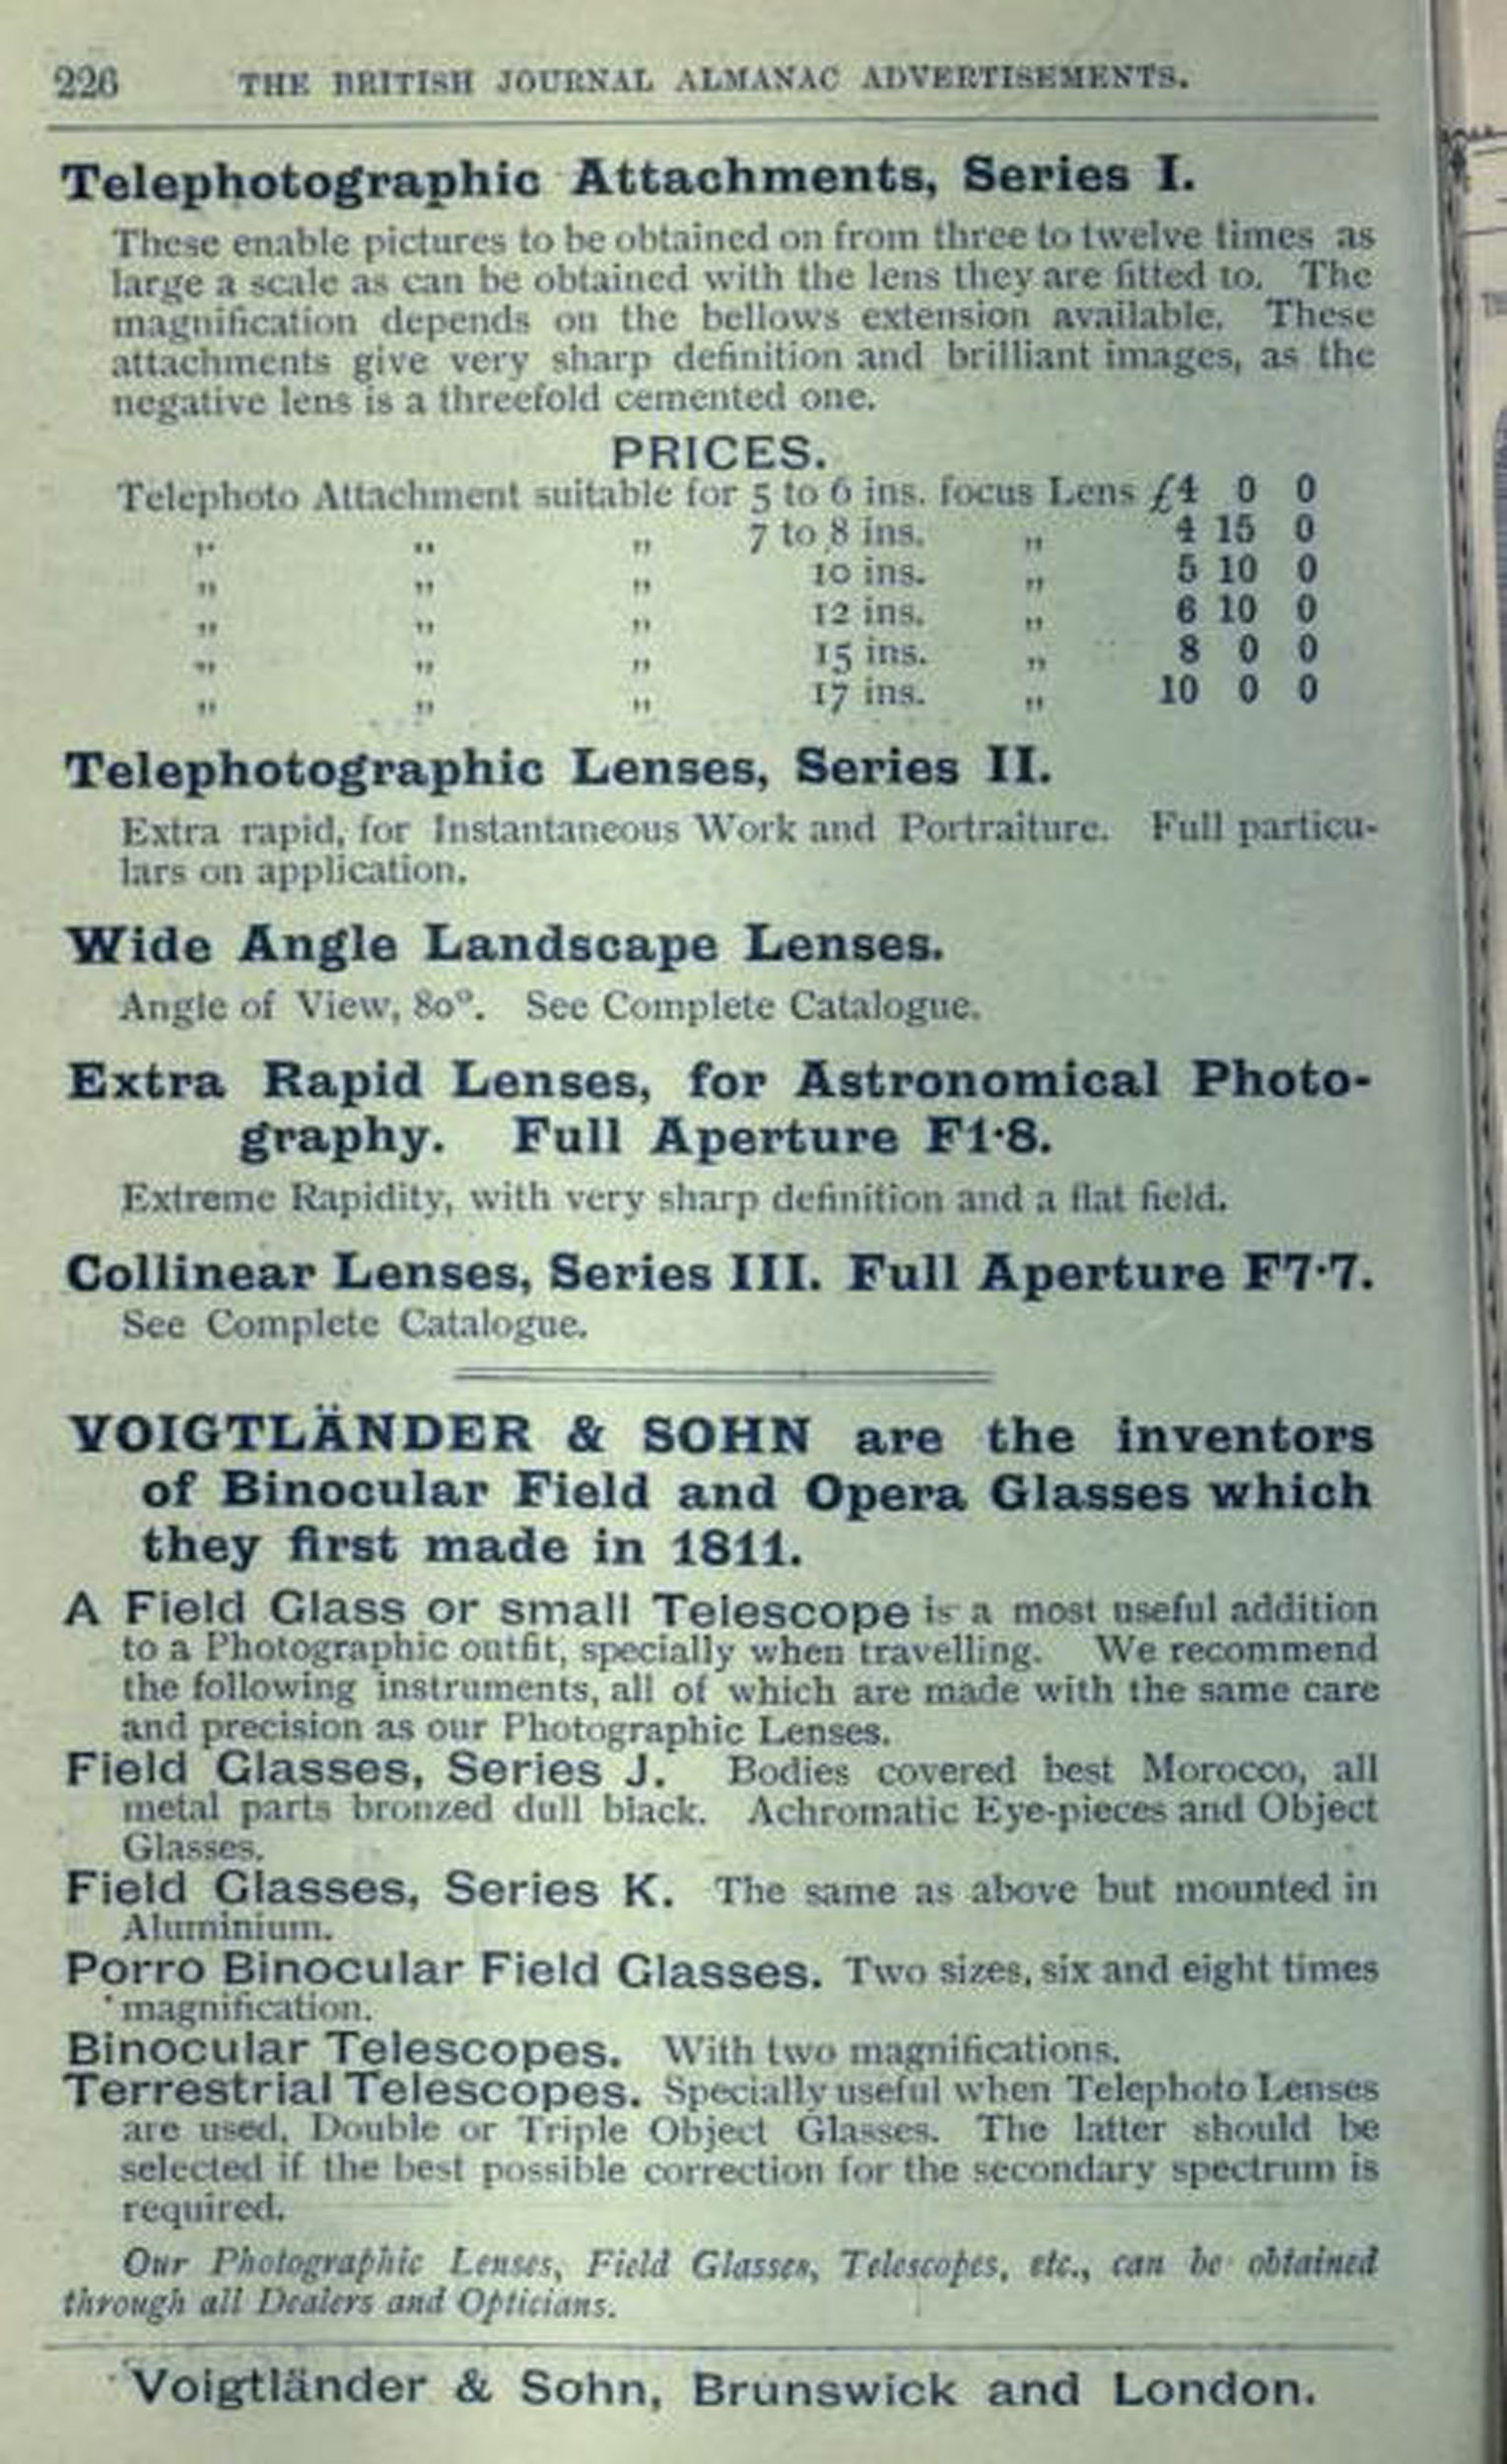 226 THE BRITISH JOURNAL ALMANAC ADVERTISEMENTS.
Telephotographic Attachments, Series I.
These enable pictures to be obtained on from three to twelve times as
large a scale as can be obtained with the lens they are fitted to. The
magnification depends on the bellows extension available. These
attachments give very sharp definition and brilliant images, as the
negative lens is a threefold cemented one.
PRICES.
Telephoto Attachment suitable for 5 to 6 ins. focus Lens £4 0 0
„ „ „ 7 to 8 ins. „ 4 15 0
„ „ „ 10 ins. „ 5 10 0
„ „ „ 12 ins. „ 6 10 0
„ „ „ 15 ins. „ 8 0 0
„ „ „ 17 ins. „ 10 0 0
Telephotographic Lenses, Series II.
Extra rapid, for Instantaneous Work and Portraiture. Full particu-
lars on application.
Wide Angle Landscape Lenses.
Angle of View, 80°. See Complete Catalogue.
Extra Rapid Lenses, for Astronomical Photo-
graphy. Full Aperture F1·8.
Extreme Rapidity, with very sharp definition and a flat field.
Collinear Lenses, Series III. Full Aperture F7·7.
See Complete Catalogue.
VOIGTLÄNDER & SOHN are the inventors
of Binocular Field and Opera Glasses which
they first made in 1811.
A Field Glass or small Telescope is a most useful addition
to a Photographic outfit, specially when travelling. We recommend
the following instruments, all of which are made with the same care
and precision as our Photographic Lenses.
Field Glasses, Series J. Bodies covered best Morocco, all
metal parts bronzed dull black. Achromatic Eye-pieces and Object
Glasses.
Field Glasses, Series K. The same as above but mounted in
Aluminium.
Porro Binocular Field Glasses. Two sizes, six and eight times
magnification.
Binocular Telescopes. With two magnifications.
Terrestrial Telescopes. Specially useful when Telephoto Lenses
are used, Double or Triple Object Glasses. The latter should be
selected if the best possible correction for the secondary spectrum is
required.
Our Photographic Lenses, Field Glasses, Telescopes, etc., can be obtained
through all Dealers and Opticians.
Voigtländer & Sohn, Brunswick and London.